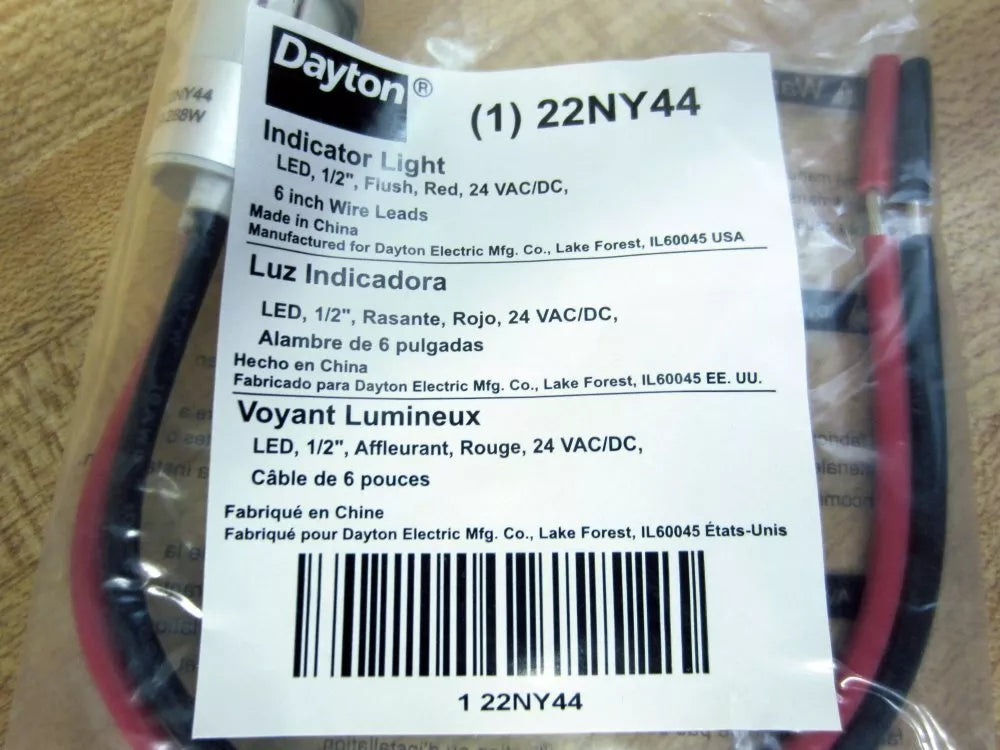 Dayton®
(1) 22NY44
Indicator Light
LED, 1/2", Flush, Red, 24 VAC/DC,
6 inch Wire Leads
Made in China
Manufactured for Dayton Electric Mfg. Co., Lake Forest, IL60045 USA
Luz Indicadora
LED, 1/2", Rasante, Rojo, 24 VAC/DC,
Alambre de 6 pulgadas
Hecho en China
Fabricado para Dayton Electric Mfg. Co., Lake Forest, IL60045 EE. UU.
Voyant Lumineux
LED, 1/2", Affleurant, Rouge, 24 VAC/DC,
Câble de 6 pouces
Fabriqué en Chine
Fabriqué pour Dayton Electric Mfg. Co., Lake Forest, IL60045 États-Unis
1 22NY44